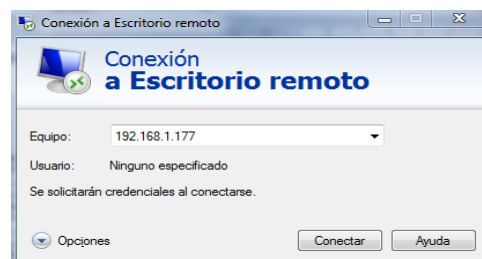 Conexión a Escritorio remoto
Conexión
a Escritorio remoto
Equipo: 192.168.1.177
Usuario: Ninguno especificado
Se solicitarán credenciales al conectarse.
Opciones Conectar Ayuda